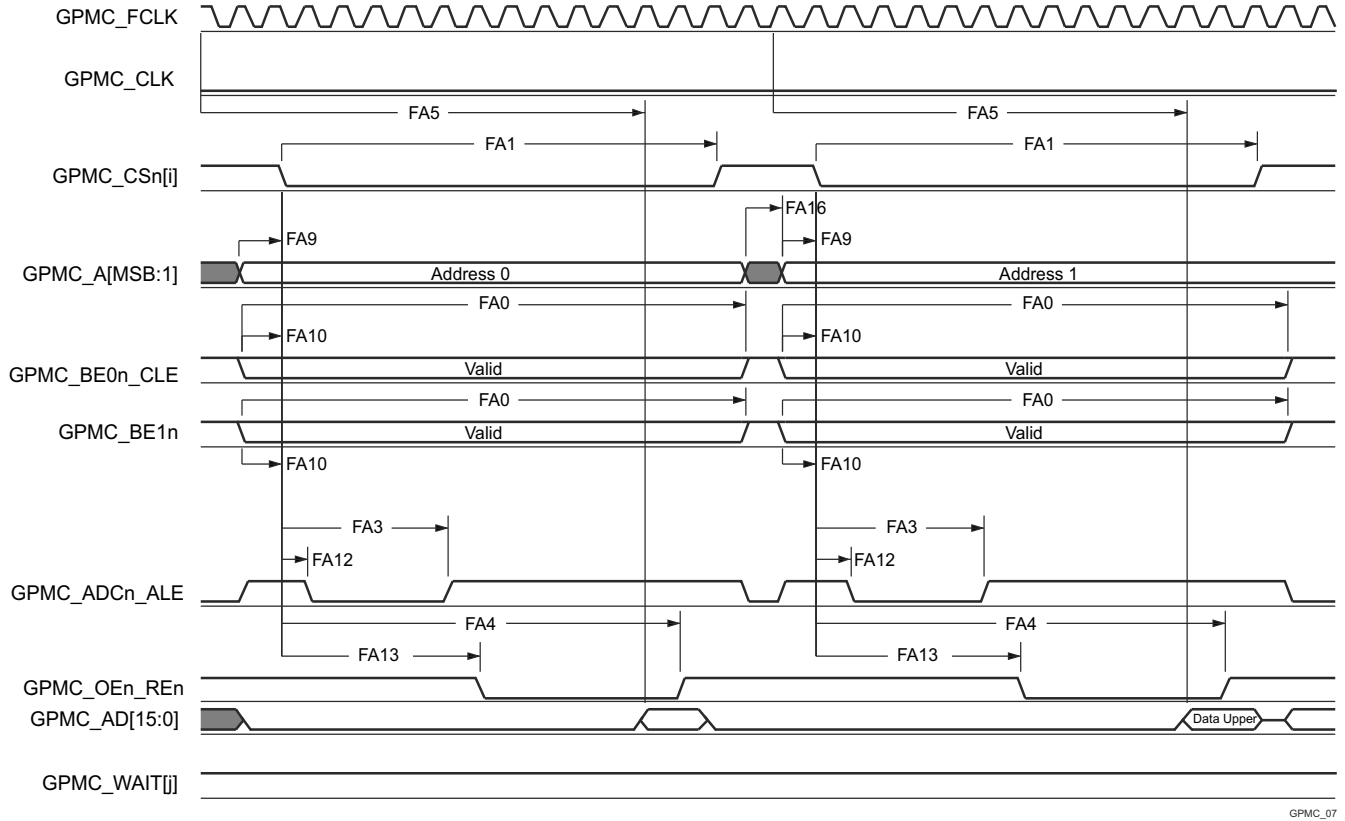 GPMC_FCLK
GPMC_CLK
FA5 FA5
FA1 FA1
GPMC_CSn[i]
FA16
FA9 FA9
GPMC_A[MSB:1] Address 0 Address 1
FA0 FA0
FA10 FA10
GPMC_BE0n_CLE Valid Valid
FA0 FA0
GPMC_BE1n Valid Valid
FA10 FA10
FA3 FA3
FA12 FA12
GPMC_ADCn_ALE
FA4 FA4
FA13 FA13
GPMC_OEn_REn
GPMC_AD[15:0] Data Upper
GPMC_WAIT[j]
GPMC_07